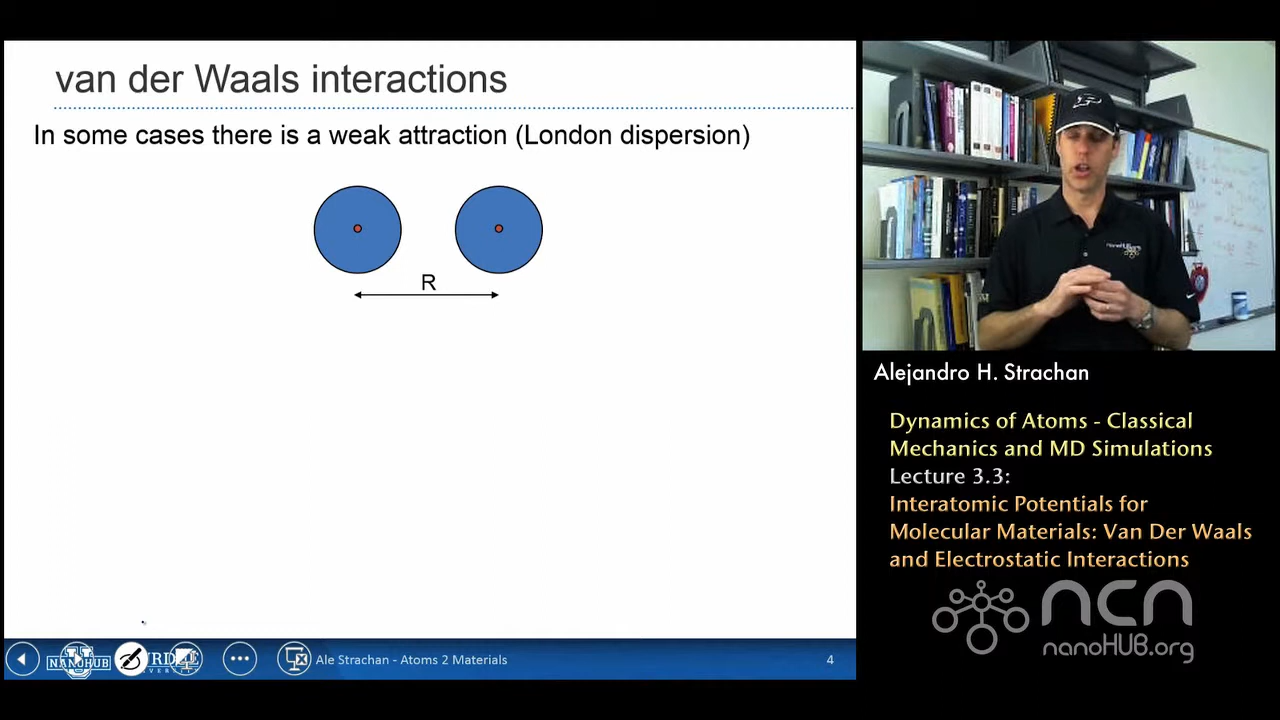 van der Waals interactions
In some cases there is a weak attraction (London dispersion)
R
Ale Strachan - Atoms 2 Materials
4
NANOHUB
Alejandro H. Strachan
Dynamics of Atoms - Classical
Mechanics and MD Simulations
Lecture 3.3:
Interatomic Potentials for
Molecular Materials: Van Der Waals
and Electrostatic Interactions
ncn
nanoHUB.org